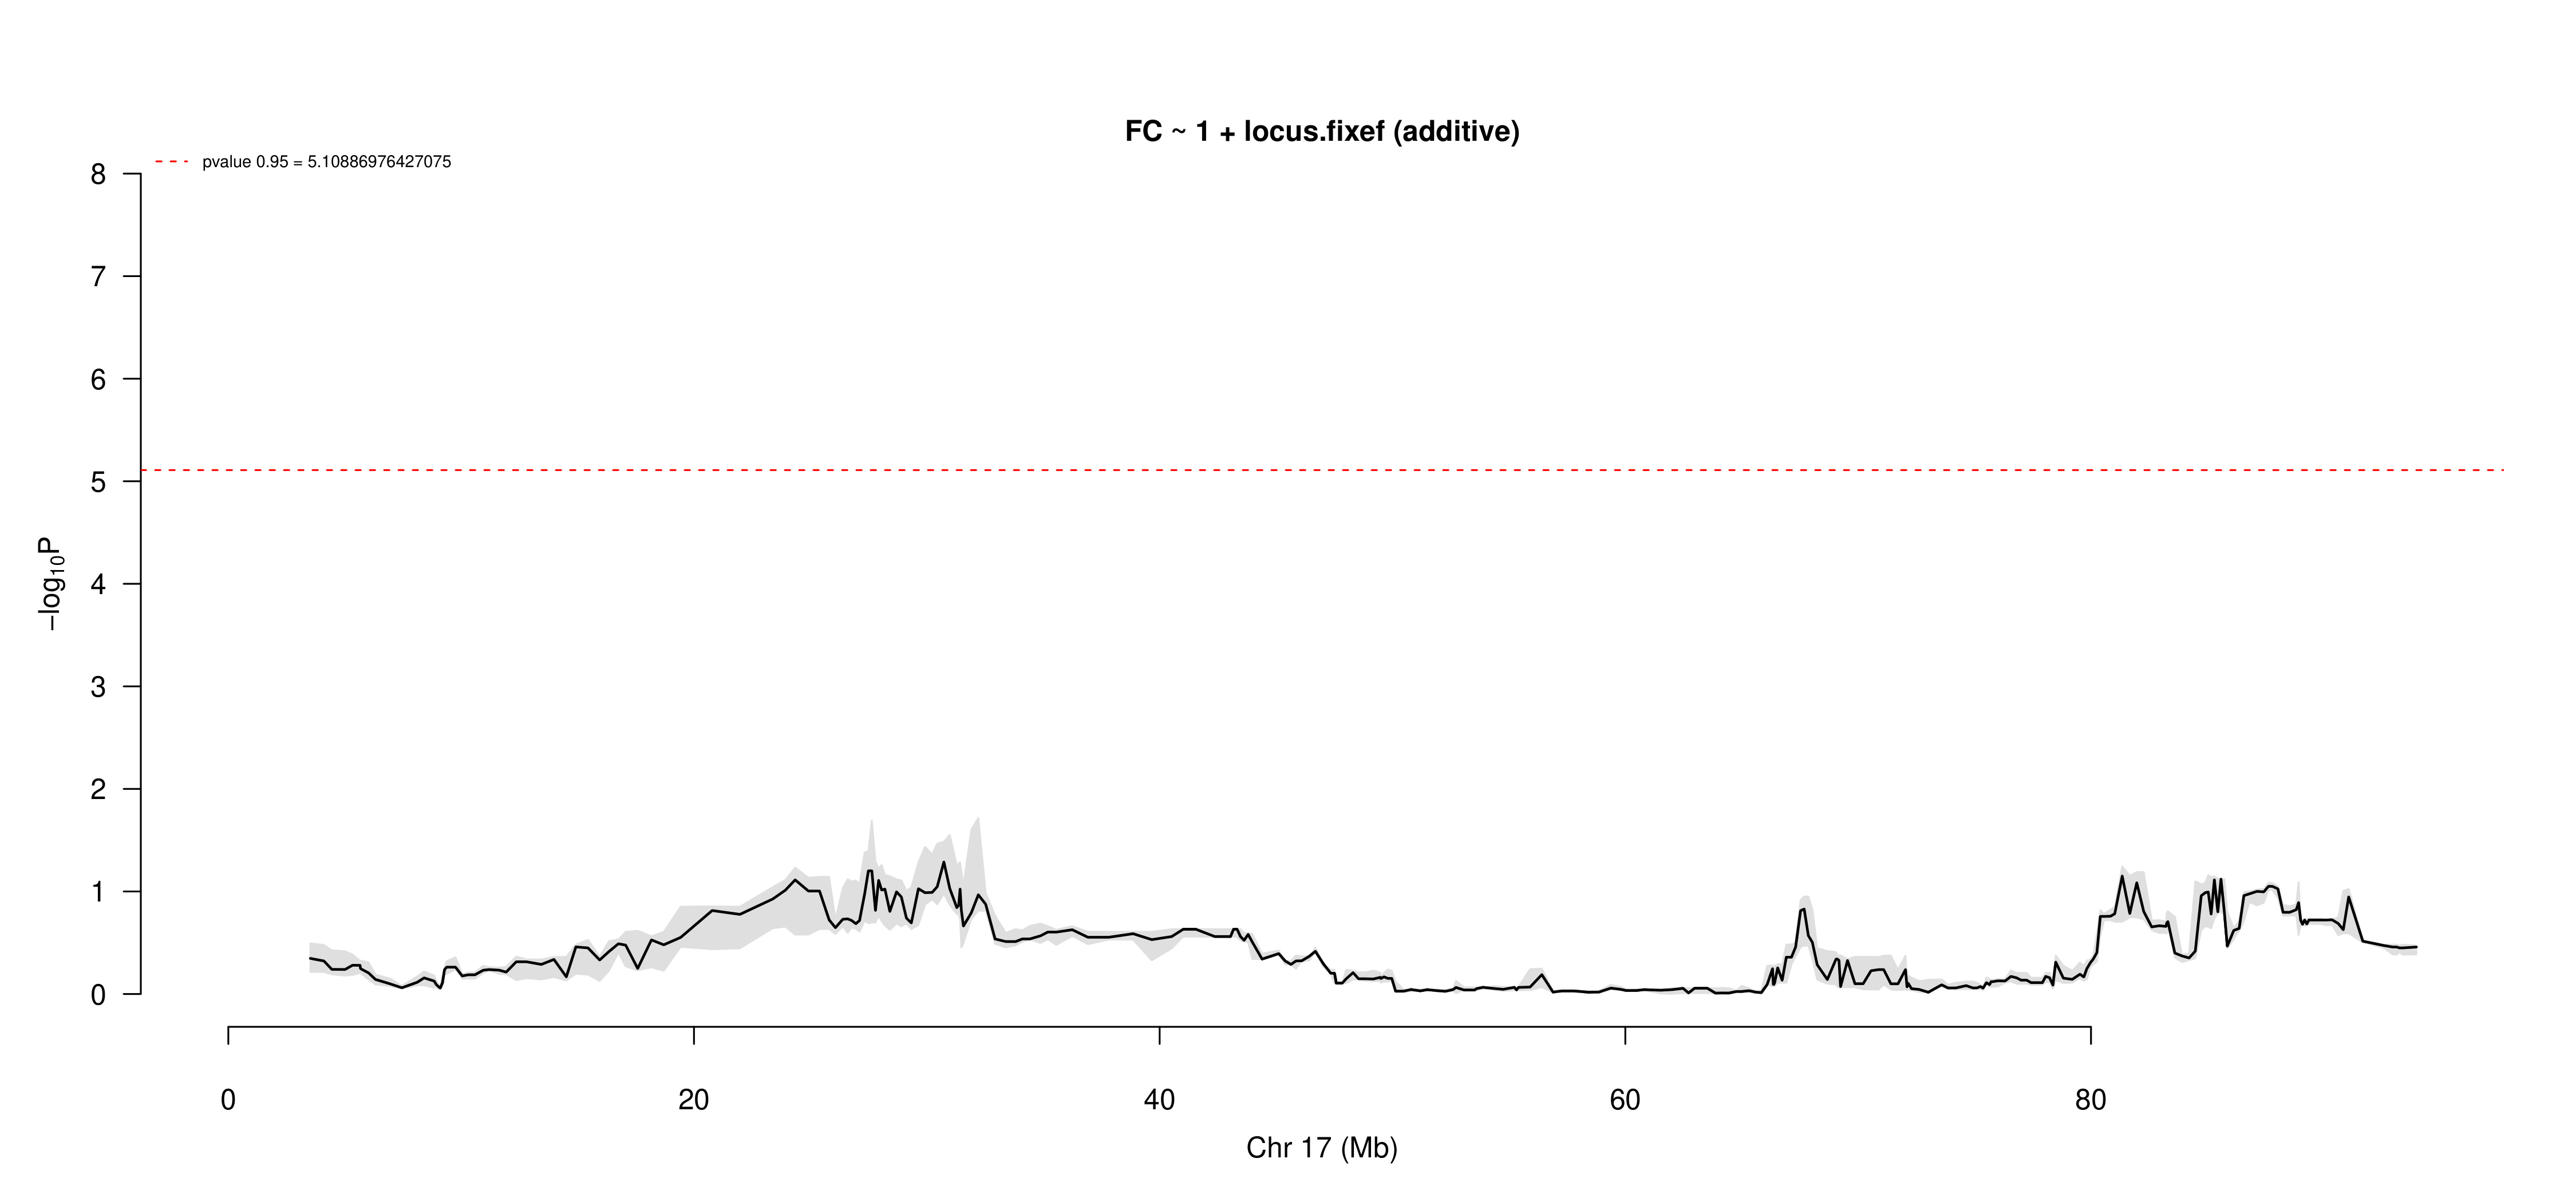 FC ~ 1 + locus.fixef (additive)
pvalue 0.95 = 5.10886976427075
8
7
6
5
4
3
2
1
0
−log10P
0 20 40 60 80
Chr 17 (Mb)